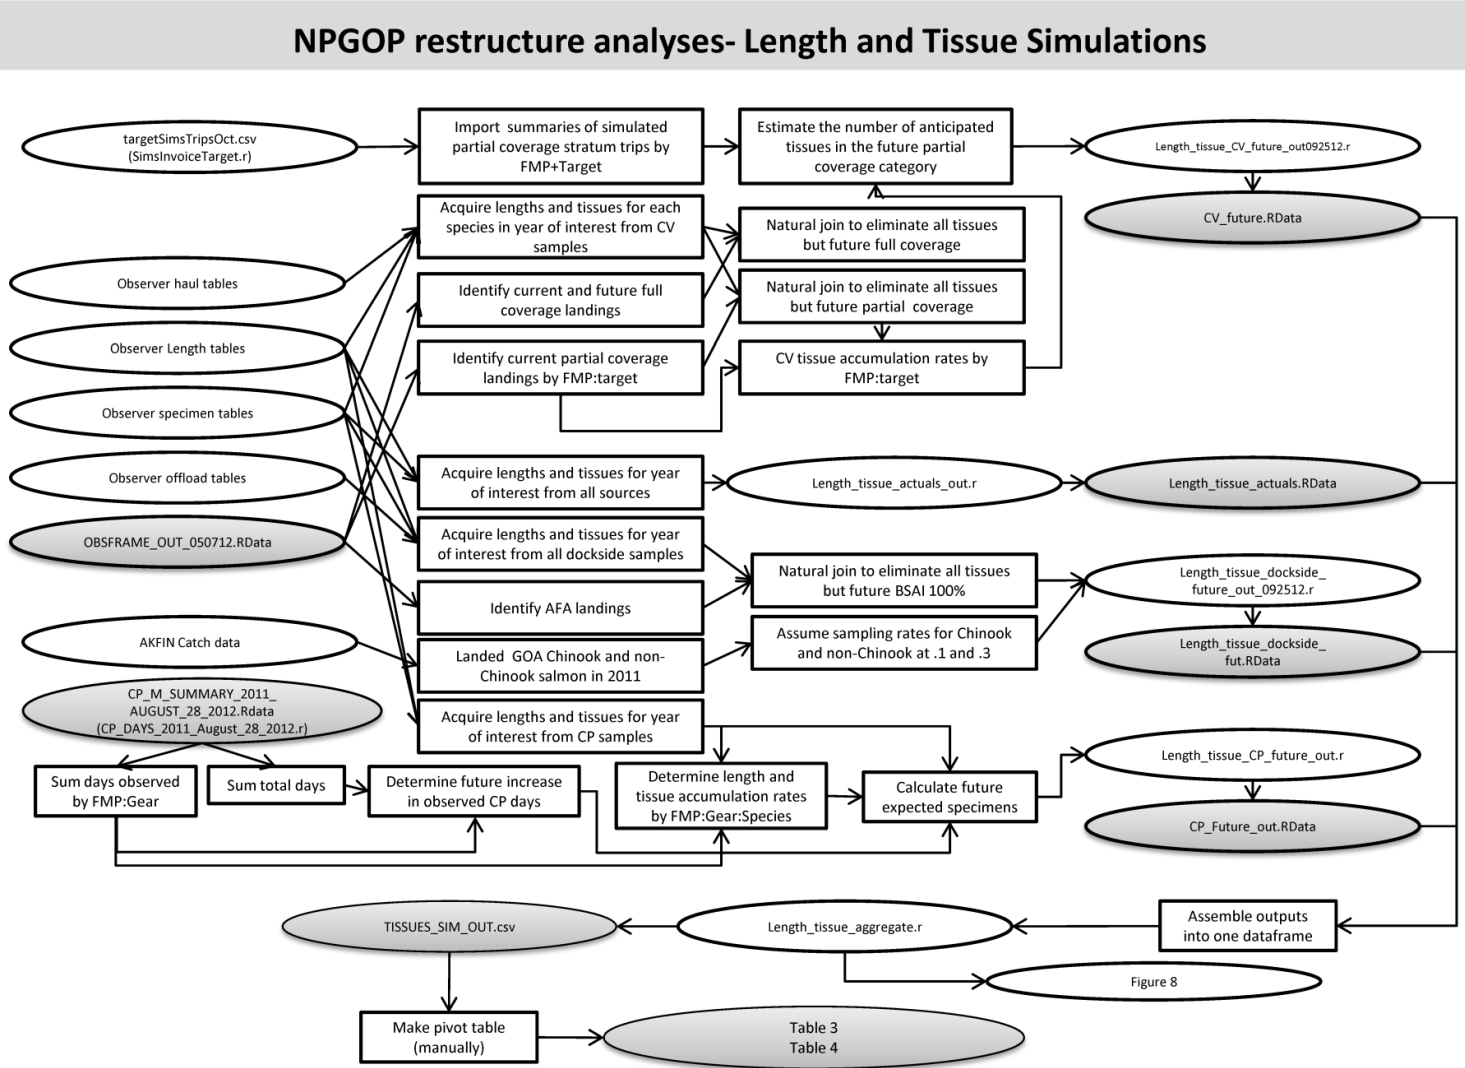 NPGOP restructure analyses- Length and Tissue Simulations
targetSimsTripsOct.csv
(SimsInvoiceTarget.r)
Import summaries of simulated
partial coverage stratum trips by
FMP+Target
Estimate the number of anticipated
tissues in the future partial
coverage category
Length_tissue_CV_future_out092512.r
CV_future.RData
Acquire lengths and tissues for each
species in year of interest from CV
samples
Natural join to eliminate all tissues
but future full coverage
Observer haul tables
Identify current and future full
coverage landings
Natural join to eliminate all tissues
but future partial  coverage
Observer Length tables
Identify current partial coverage
landings by FMP:target
CV tissue accumulation rates by
FMP:target
Observer specimen tables
Observer offload tables
Acquire lengths and tissues for year
of interest from all sources
Length_tissue_actuals_out.r
Length_tissue_actuals.RData
OBSFRAME_OUT_050712.RData
Acquire lengths and tissues for year
of interest from all dockside samples
Natural join to eliminate all tissues
but future BSAI 100%
Length_tissue_dockside_
future_out_092512.r
Identify AFA landings
AKFIN Catch data
Landed  GOA Chinook and non-
Chinook salmon in 2011
Assume sampling rates for Chinook
and non-Chinook at .1 and .3
Length_tissue_dockside_
fut.RData
CP_M_SUMMARY_2011_
AUGUST_28_2012.Rdata
(CP_DAYS_2011_August_28_2012.r)
Acquire lengths and tissues for year
of interest from CP samples
Sum days observed
by FMP:Gear
Sum total days
Determine future increase
in observed CP days
Determine length and
tissue accumulation rates
by FMP:Gear:Species
Calculate future
expected specimens
Length_tissue_CP_future_out.r
CP_Future_out.RData
TISSUES_SIM_OUT.csv
Length_tissue_aggregate.r
Assemble outputs
into one dataframe
Figure 8
Make pivot table
(manually)
Table 3
Table 4